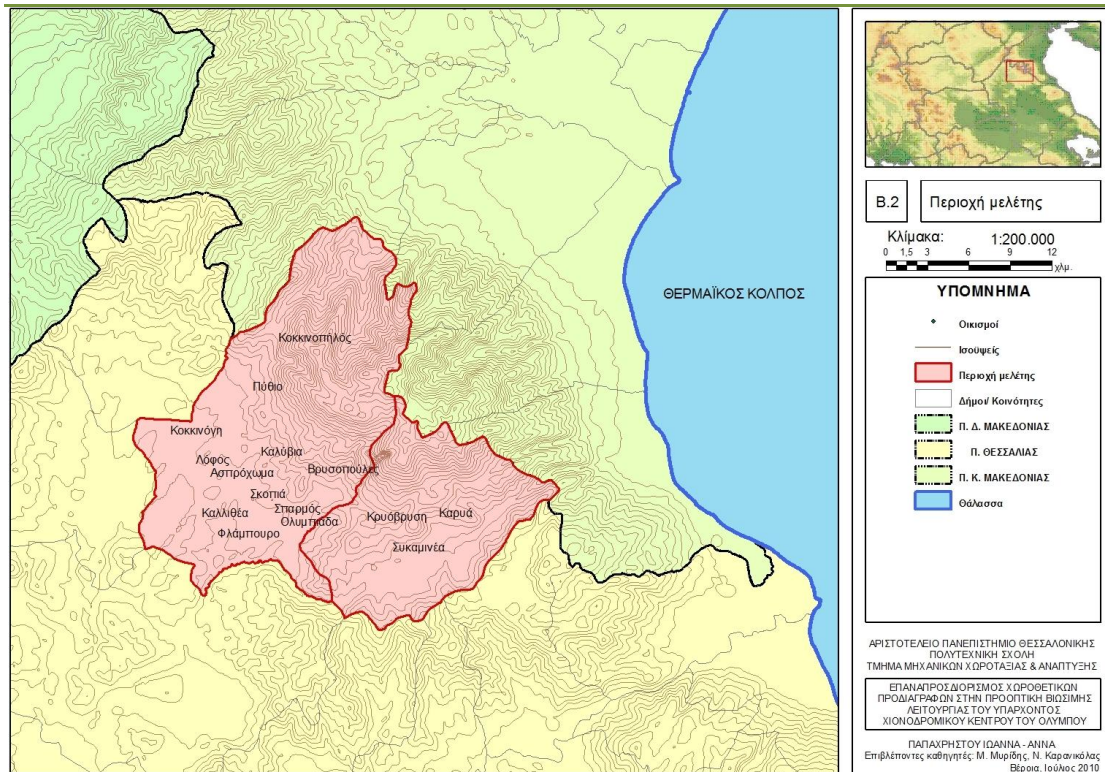 ΘΕΡΜΑΪΚΟΣ ΚΟΛΠΟΣ
Κοκκινοπηλός
Πύθιο
Κοκκινόγη
Λόφος
Καλύβια
Ασπρόχωμα
Βρυσοπούλες
Σκοπιά
Καλλιθέα
Σπαρμός
Ολυμπιάδα
Φλάμπουρο
Κρυόβρυση
Καρυά
Συκαμινέα
Β.2
Περιοχή μελέτης
Κλίμακα: 1:200.000
0 1,5 3 6 9 12
χλμ.
ΥΠΟΜΝΗΜΑ
Οικισμοί
Ισοϋψείς
Περιοχή μελέτης
Δήμοι/ Κοινότητες
Π. Δ. ΜΑΚΕΔΟΝΙΑΣ
Π. ΘΕΣΣΑΛΙΑΣ
Π. Κ. ΜΑΚΕΔΟΝΙΑΣ
Θάλασσα
ΑΡΙΣΤΟΤΕΛΕΙΟ ΠΑΝΕΠΙΣΤΗΜΙΟ ΘΕΣΣΑΛΟΝΙΚΗΣ
ΠΟΛΥΤΕΧΝΙΚΗ ΣΧΟΛΗ
ΤΜΗΜΑ ΜΗΧΑΝΙΚΩΝ ΧΩΡΟΤΑΞΙΑΣ & ΑΝΑΠΤΥΞΗΣ
ΕΠΑΝΑΠΡΟΣΔΙΟΡΙΣΜΟΣ ΧΩΡΟΘΕΤΙΚΩΝ
ΠΡΟΔΙΑΓΡΑΦΩΝ ΣΤΗΝ ΠΡΟΟΠΤΙΚΗ ΒΙΩΣΙΜΗΣ
ΛΕΙΤΟΥΡΓΙΑΣ ΤΟΥ ΥΠΑΡΧΟΝΤΟΣ
ΧΙΟΝΟΔΡΟΜΙΚΟΥ ΚΕΝΤΡΟΥ ΤΟΥ ΟΛΥΜΠΟΥ
ΠΑΠΑΧΡΗΣΤΟΥ ΙΩΑΝΝΑ - ΑΝΝΑ
Επιβλέποντες καθηγητές: Μ. Μυρίδης, Ν. Καρανικόλας
Βέροια, Ιούλιος 2010